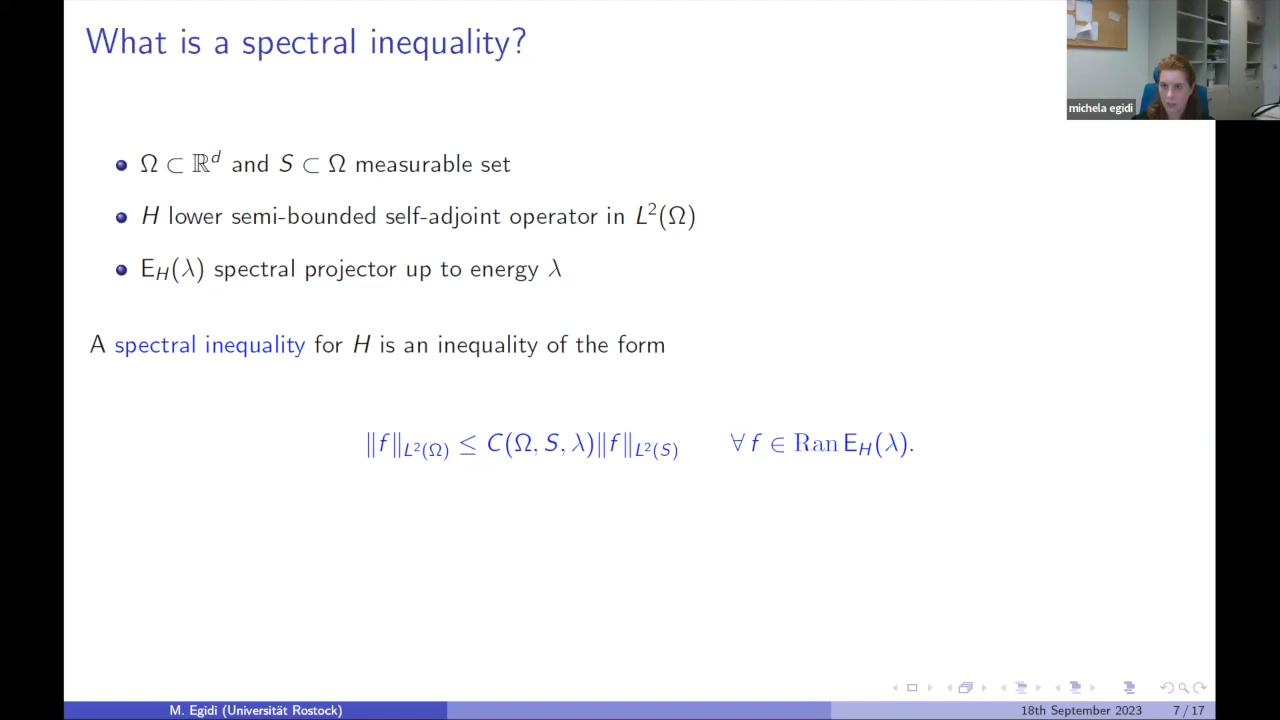 What is a spectral inequality?
michela egidi
Ω ⊂ ℝ^d and S ⊂ Ω measurable set
H lower semi-bounded self-adjoint operator in L²(Ω)
E_H(λ) spectral projector up to energy λ
A spectral inequality for H is an inequality of the form
‖f‖_{L²(Ω)} ≤ C(Ω, S, λ)‖f‖_{L²(S)} ∀ f ∈ Ran E_H(λ).
M. Egidi (Universität Rostock) 18th September 2023 7 / 17